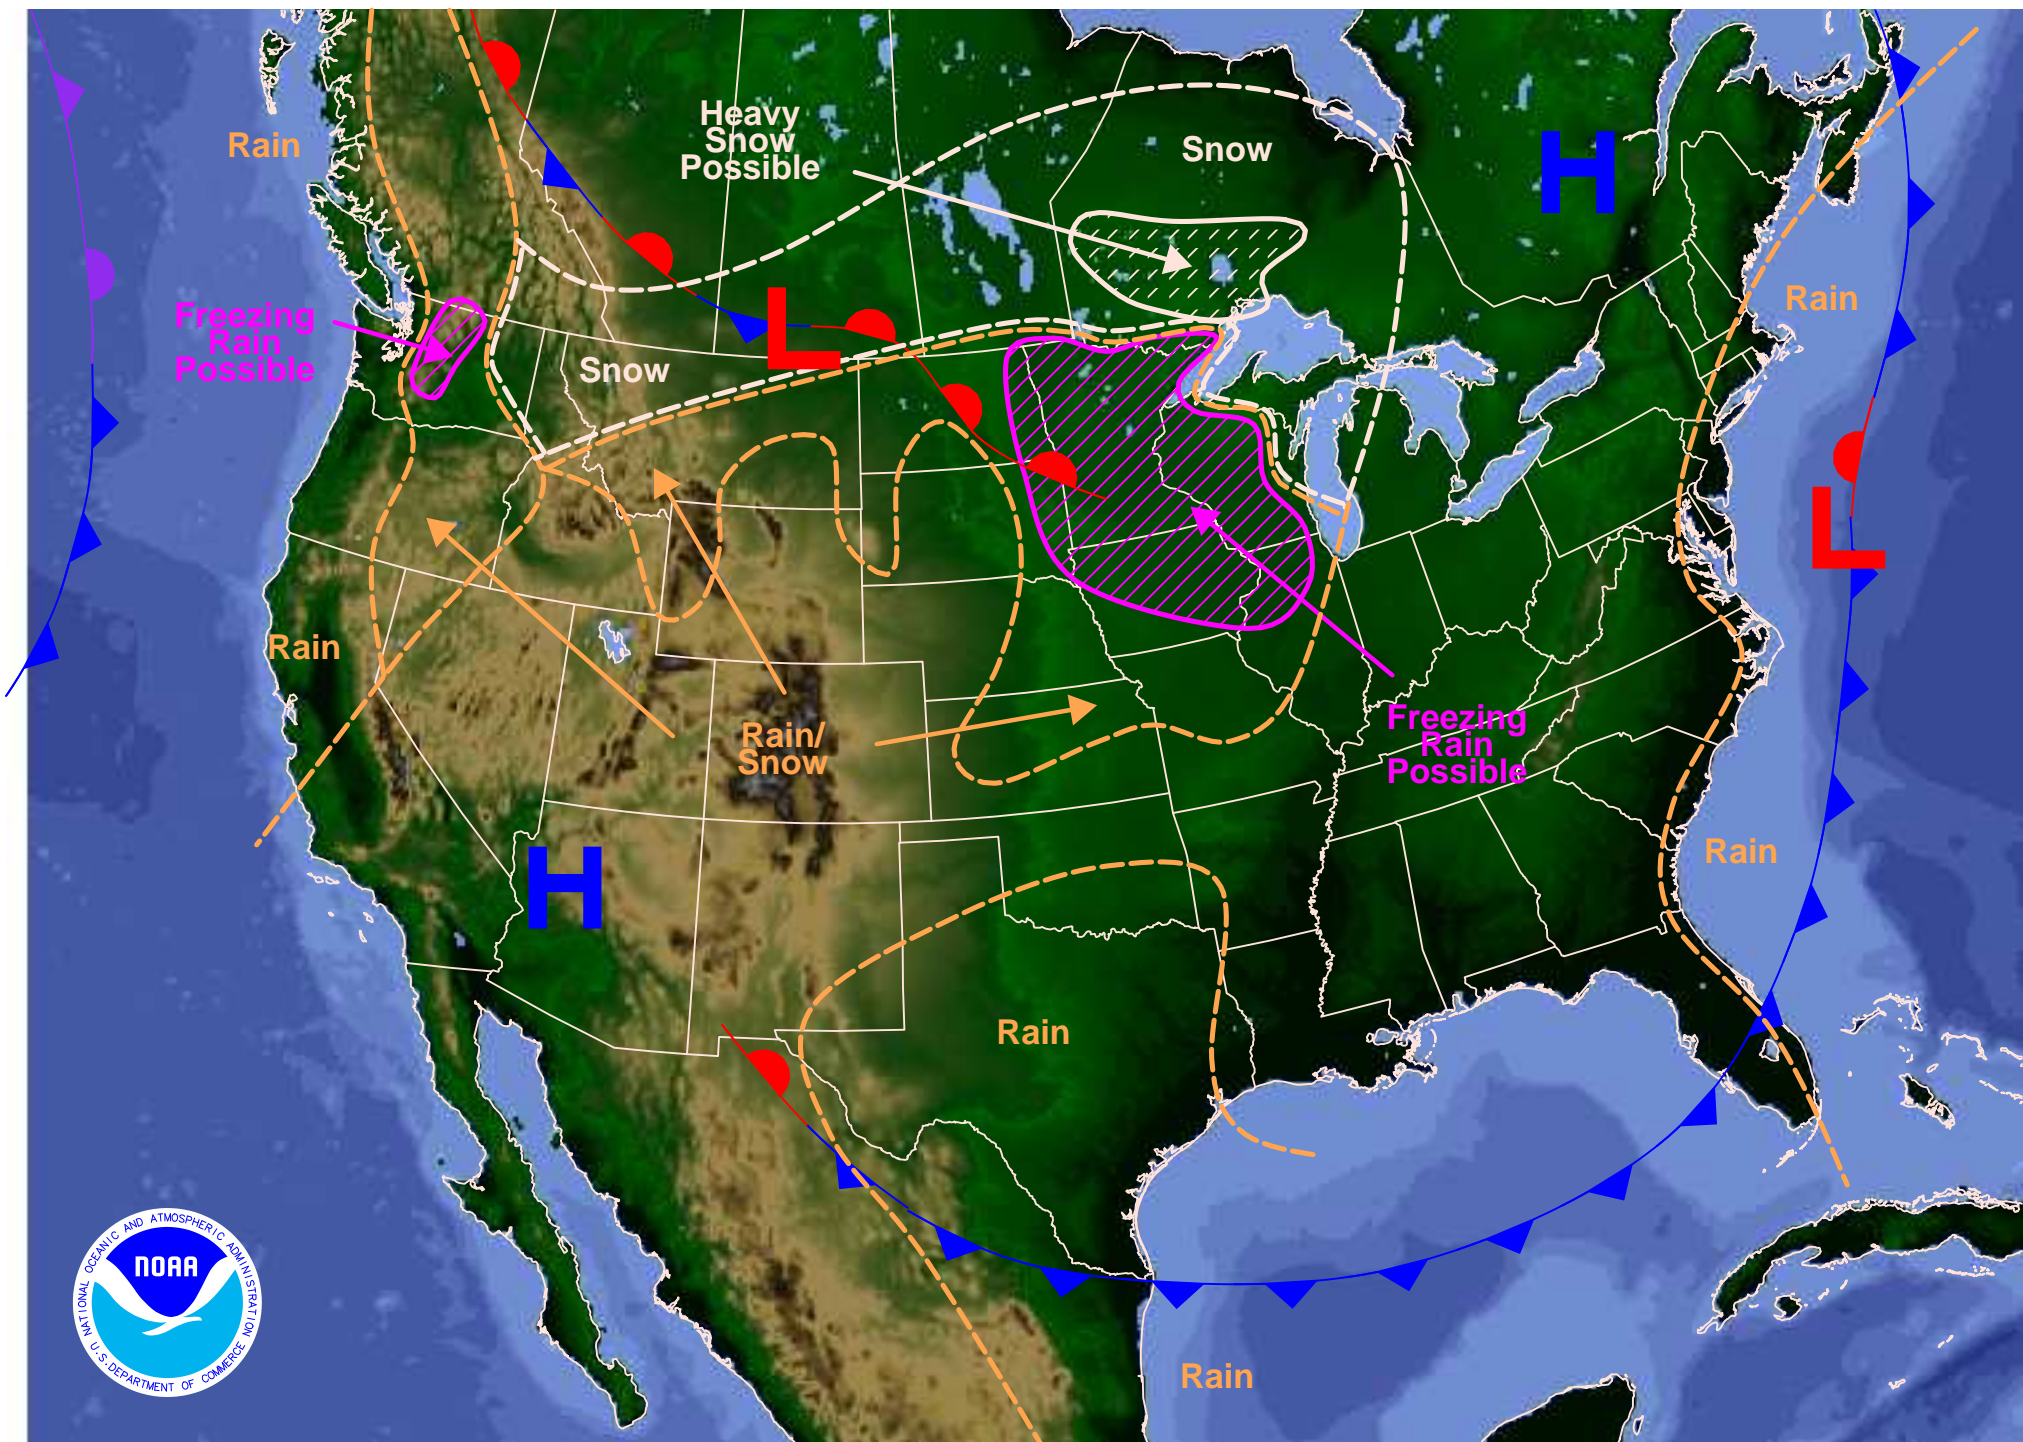 Heavy
Snow
Possible
Snow
H
Rain
Freezing
Rain
Possible
L
Rain
Snow
L
Rain
Rain/
Snow
Freezing
Rain
Possible
Rain
H
Rain
Rain
NATIONAL OCEANIC AND ATMOSPHERIC ADMINISTRATION
NOAA
U.S. DEPARTMENT OF COMMERCE